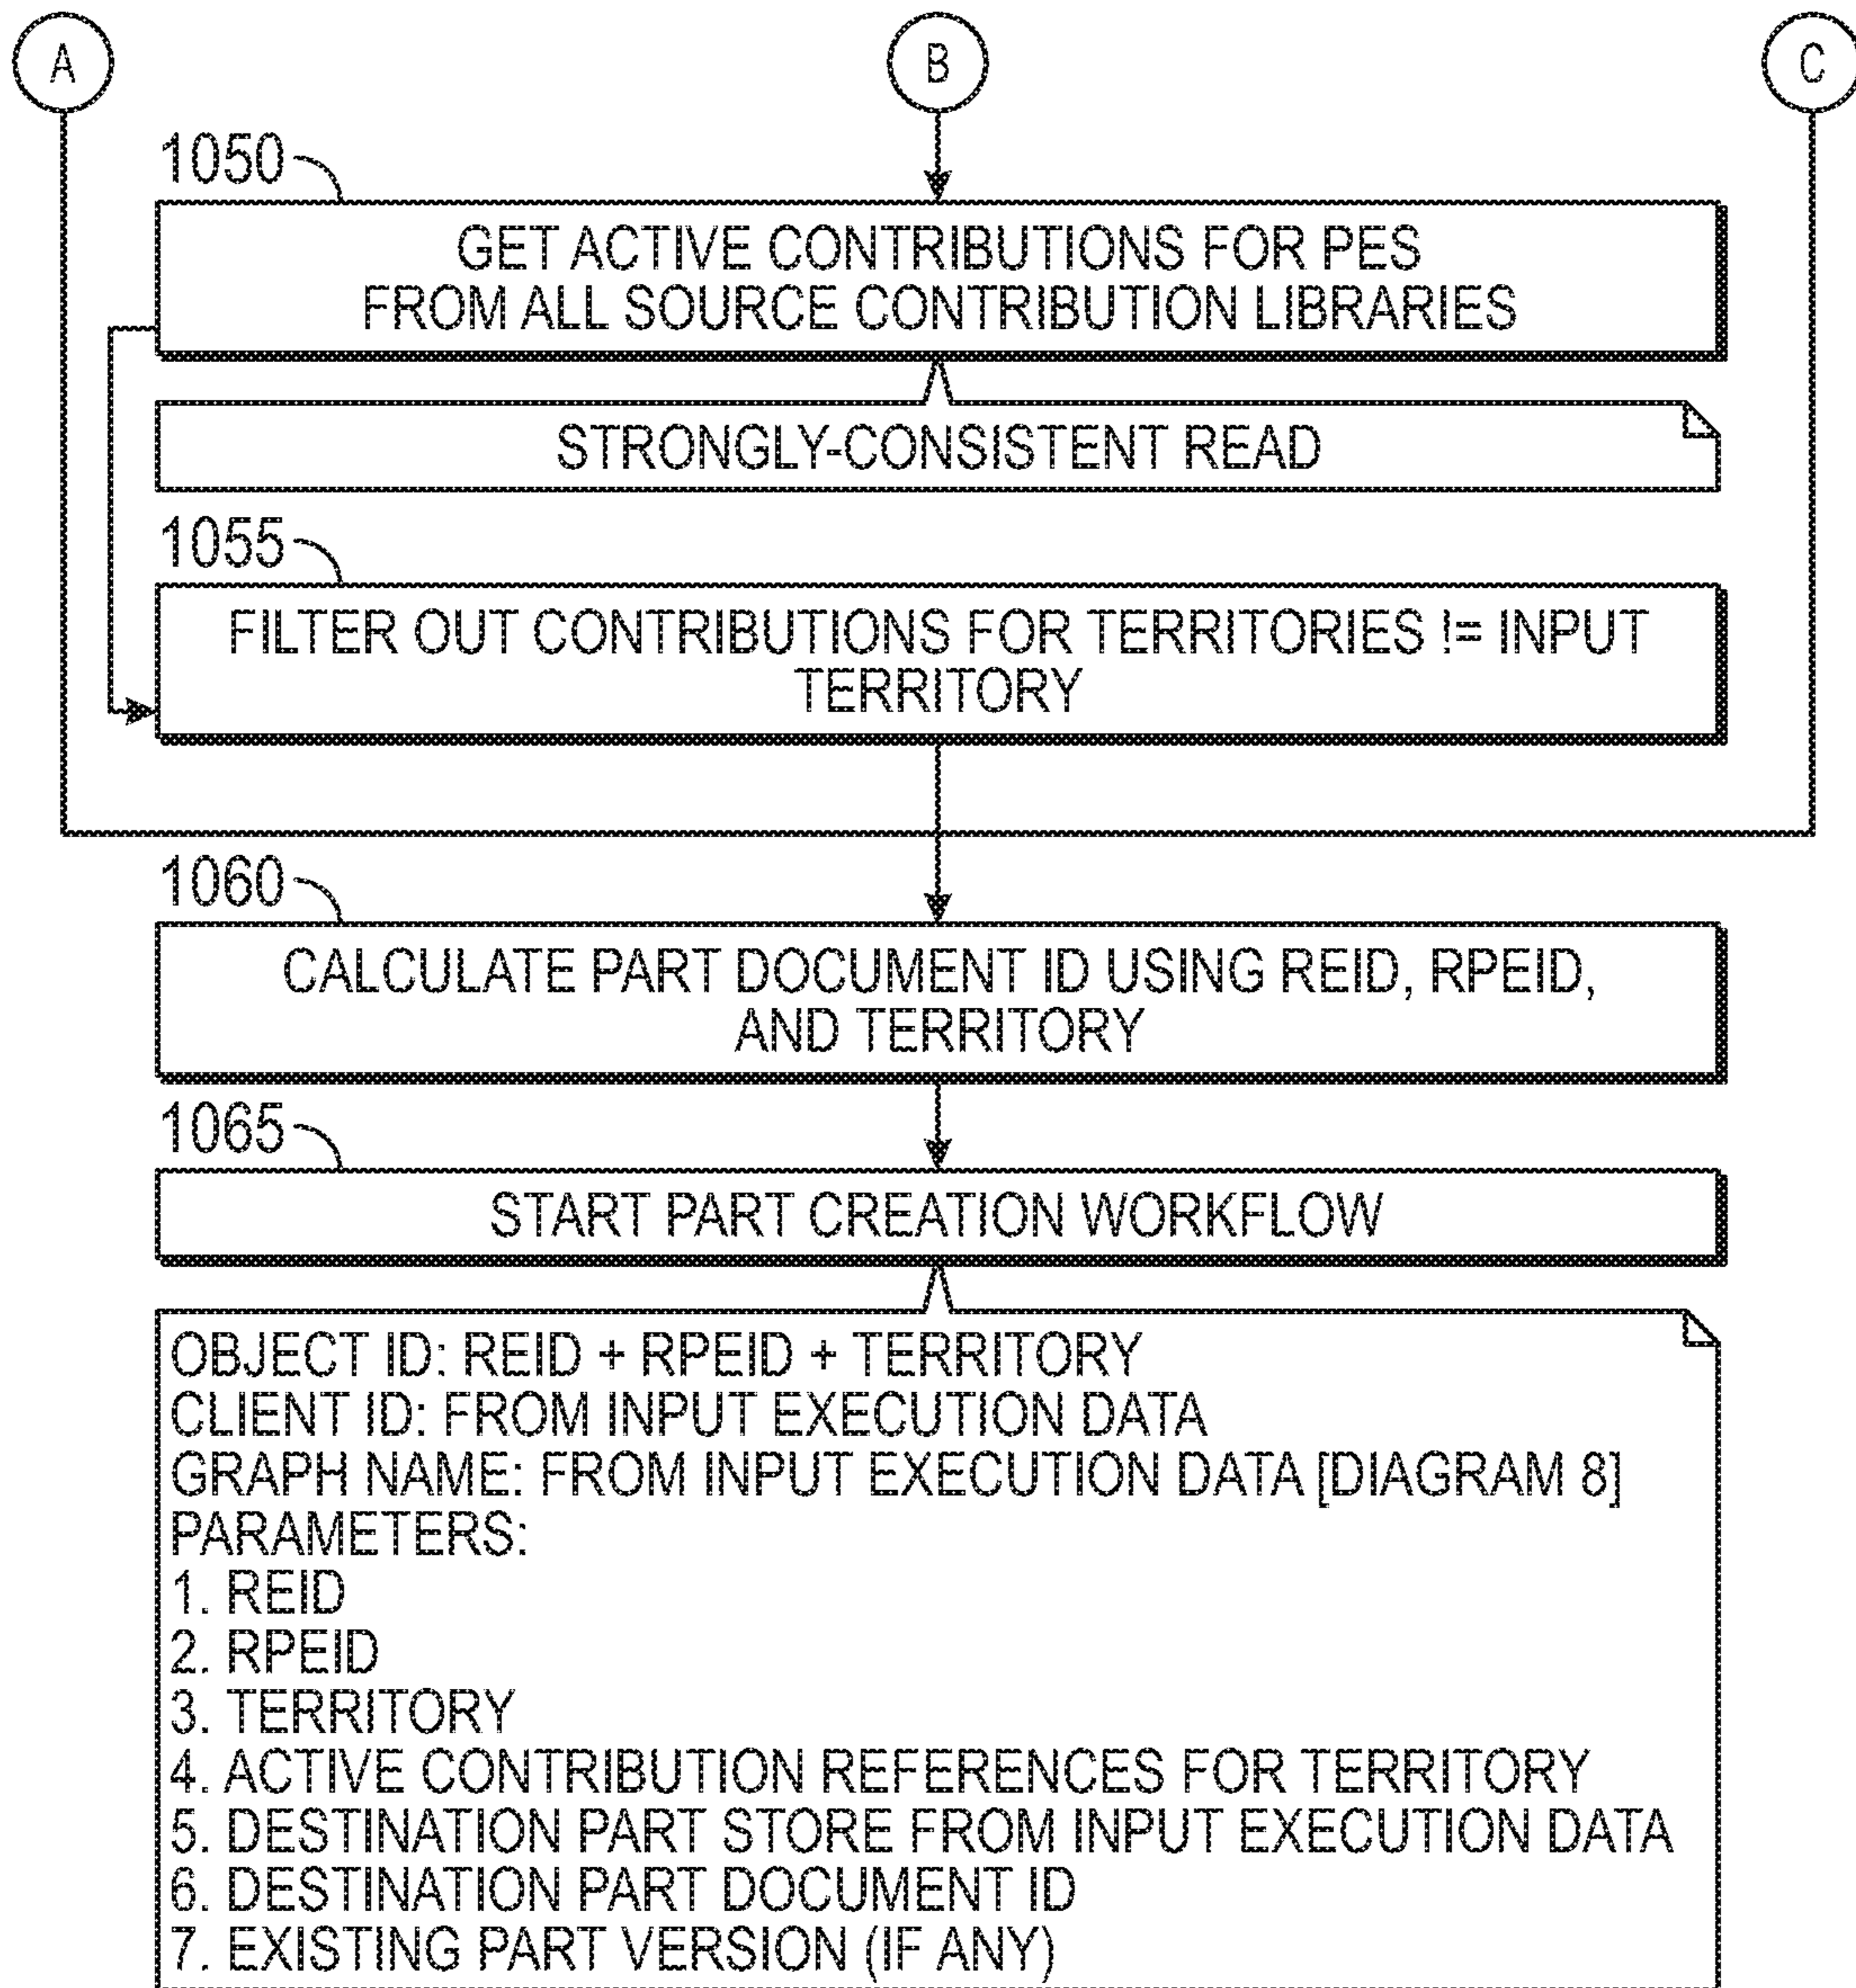 A
B
C
1050
GET ACTIVE CONTRIBUTIONS FOR PES
FROM ALL SOURCE CONTRIBUTION LIBRARIES
STRONGLY-CONSISTENT READ
1055
FILTER OUT CONTRIBUTIONS FOR TERRITORIES != INPUT
TERRITORY
1060
CALCULATE PART DOCUMENT ID USING REID, RPEID,
AND TERRITORY
1065
START PART CREATION WORKFLOW
OBJECT ID: REID + RPEID + TERRITORY
CLIENT ID: FROM INPUT EXECUTION DATA
GRAPH NAME: FROM INPUT EXECUTION DATA [DIAGRAM 8]
PARAMETERS:
1. REID
2. RPEID
3. TERRITORY
4. ACTIVE CONTRIBUTION REFERENCES FOR TERRITORY
5. DESTINATION PART STORE FROM INPUT EXECUTION DATA
6. DESTINATION PART DOCUMENT ID
7. EXISTING PART VERSION (IF ANY)